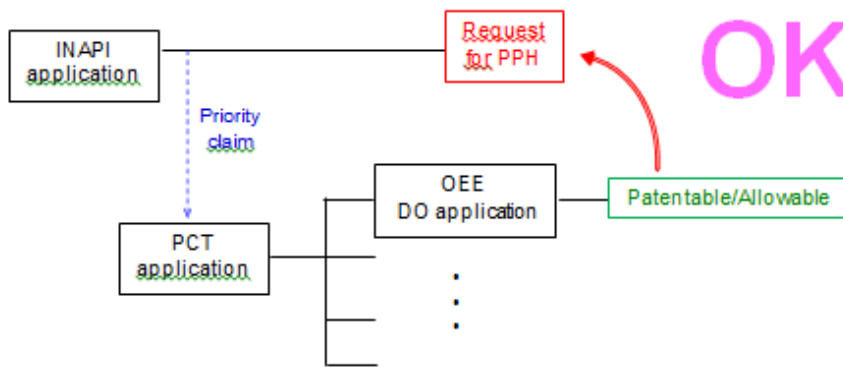 INAPI
application
Request
for PPH
OK
Priority
claim
OEE
DO application
Patentable/Allowable
PCT
application